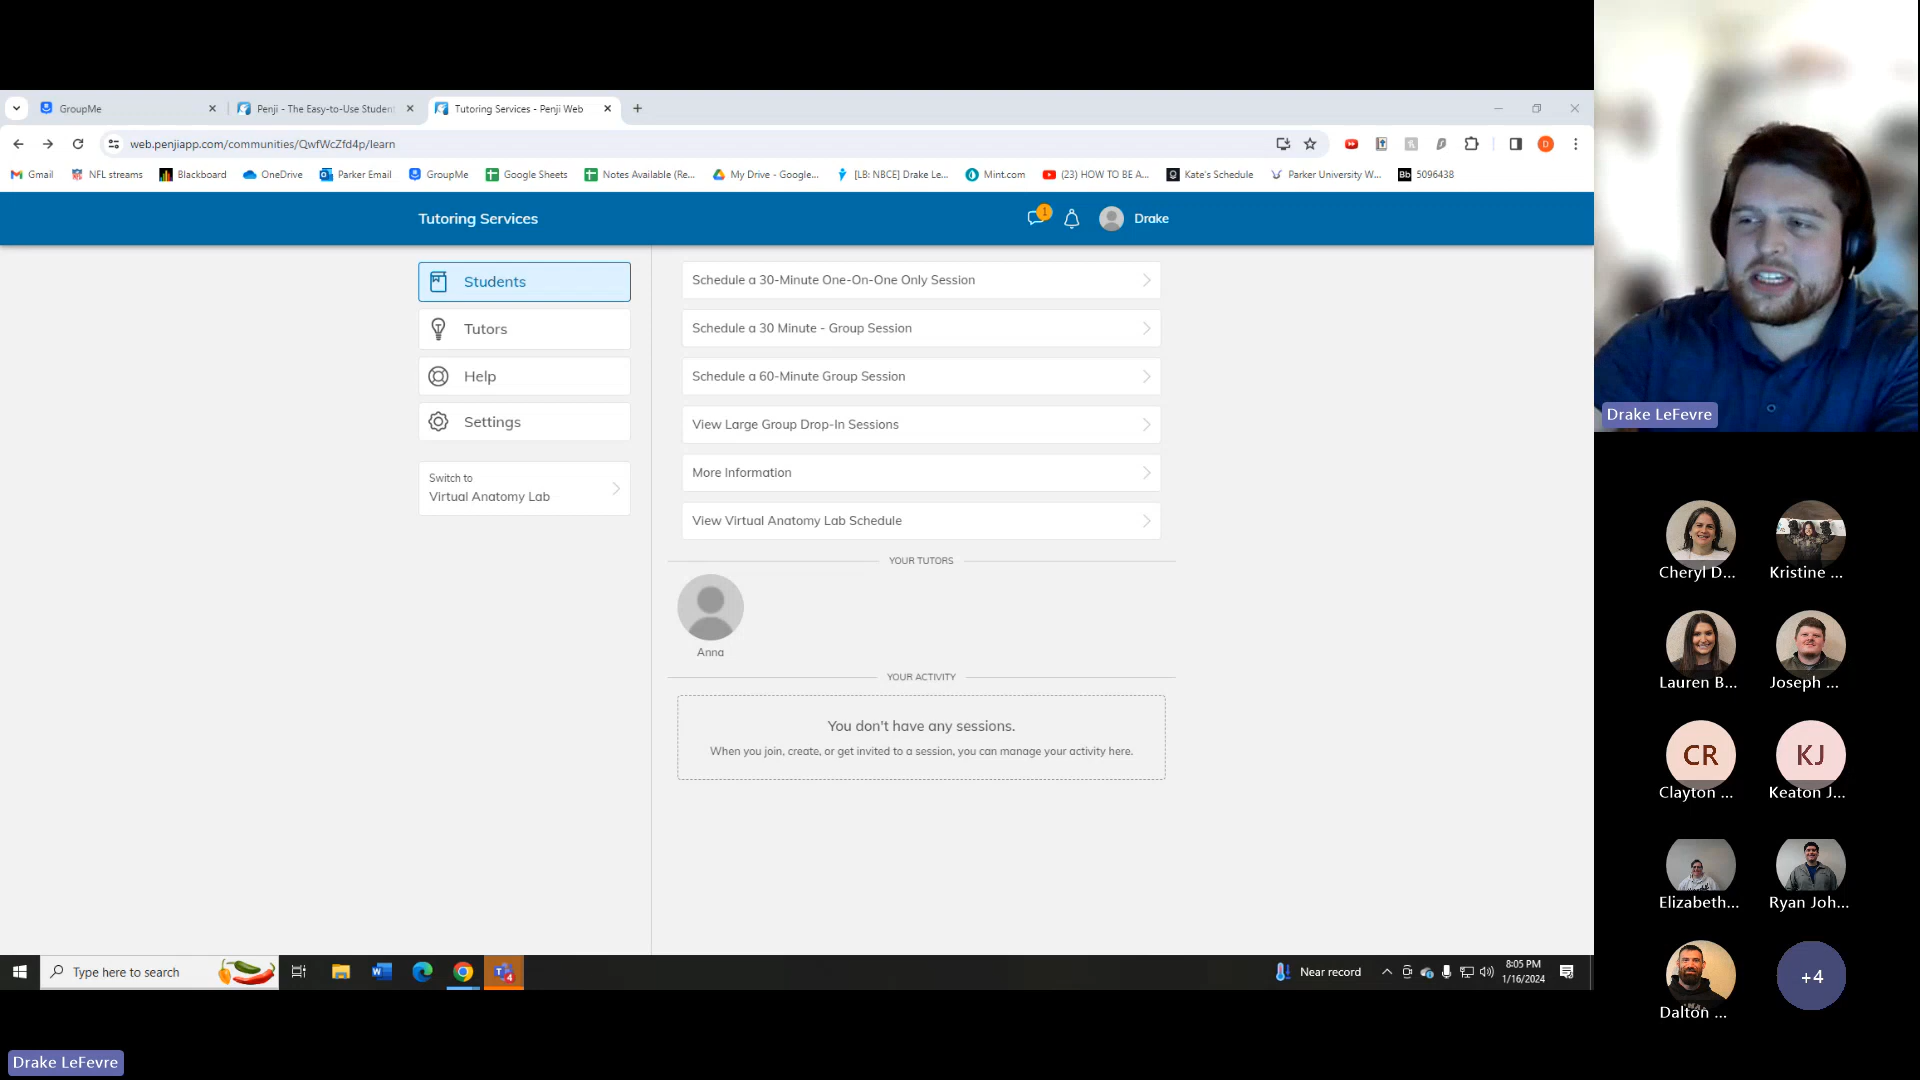 GroupMe
Penji - The Easy-to-Use Student
Tutoring Services - Penji Web
web.penjiapp.com/communities/QwfWcZfd4p/learn
D
Gmail
NFL streams
Blackboard
OneDrive
Parker Email
GroupMe
Google Sheets
Notes Available (Re...
My Drive - Google...
[LB: NBCE] Drake Le...
Mint.com
(23) HOW TO BE A...
Kate's Schedule
Parker University W...
Bb 5096438
Tutoring Services
1
Drake
Students
Tutors
Help
Settings
Switch to
Virtual Anatomy Lab
Schedule a 30-Minute One-On-One Only Session
Schedule a 30 Minute - Group Session
Schedule a 60-Minute Group Session
View Large Group Drop-In Sessions
More Information
View Virtual Anatomy Lab Schedule
YOUR TUTORS
Anna
YOUR ACTIVITY
You don't have any sessions.
When you join, create, or get invited to a session, you can manage your activity here.
Type here to search
4
Near record
8:05 PM
1/16/2024
Drake LeFevre
Drake LeFevre
Cheryl D...
Kristine ...
Lauren B...
Joseph ...
CR
KJ
Clayton ...
Keaton J...
Elizabeth...
Ryan Joh...
Dalton ...
+4